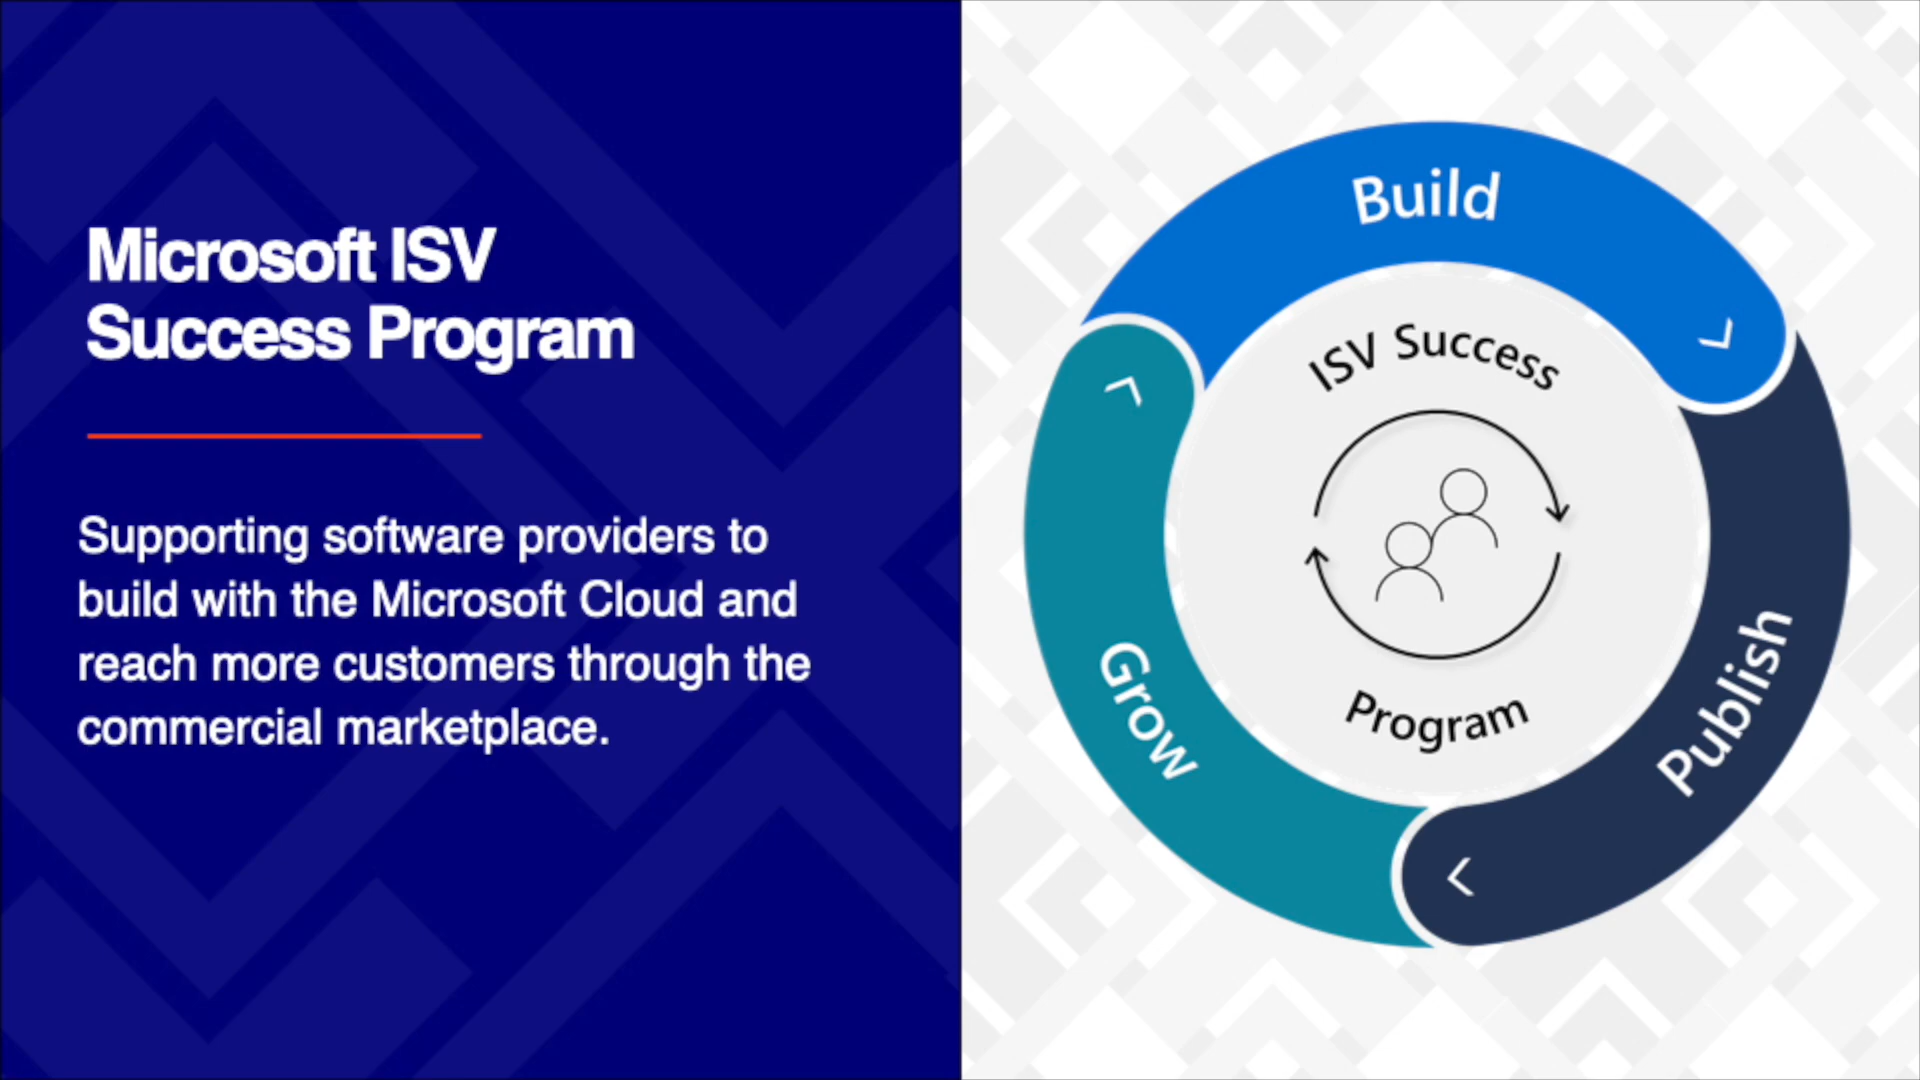 Microsoft ISV
Success Program
Supporting software providers to
build with the Microsoft Cloud and
reach more customers through the
commercial marketplace.
Build
Publish
Grow
ISV Success
Program